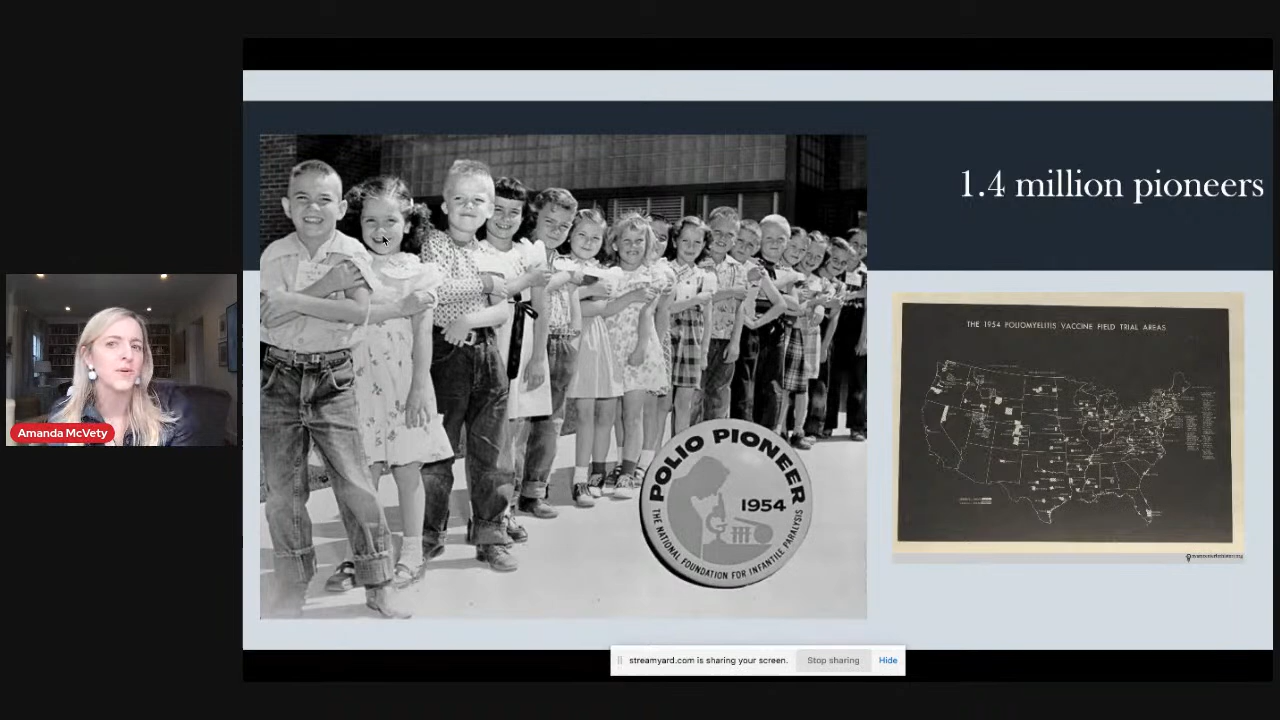 1.4 million pioneers
THE 1954 POLIOMYELITIS VACCINE FIELD TRIAL AREAS
POLIO PIONEER
1954
THE NATIONAL FOUNDATION FOR INFANTILE PARALYSIS
Amanda McVety
streamyard.com is sharing your screen.
Stop sharing
Hide